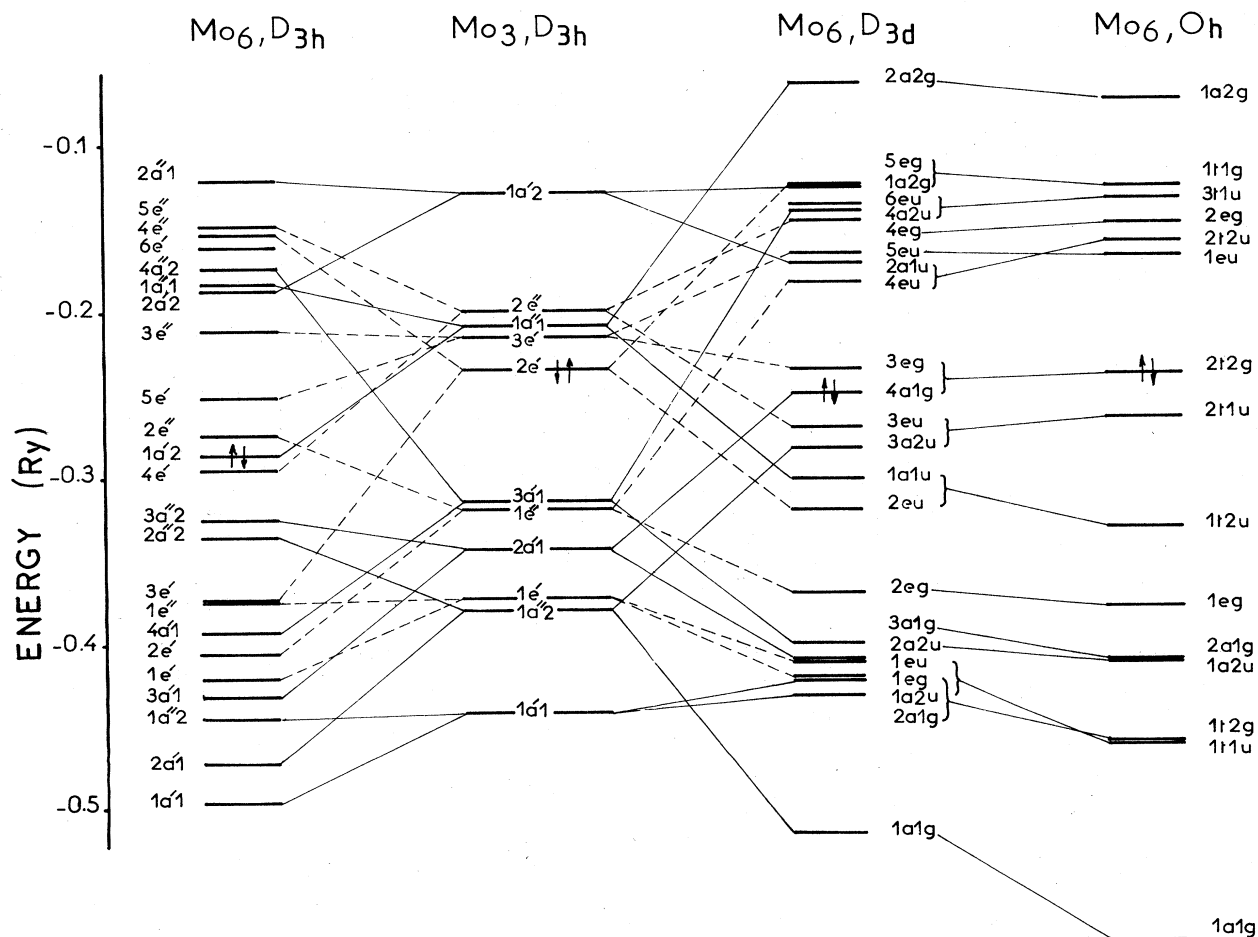 Mo6,D3h
Mo3,D3h
Mo6,D3d
Mo6,Oh
ENERGY (Ry)
-0.1
-0.2
-0.3
-0.4
-0.5
2a″1
5e″
4e″
6e′
4a″2
1a″1
2a′2
3e″
5e′
2e″
1a′2
4e′
3a″2
2a″2
3e′
1e″
4a′1
2e′
1e′
3a′1
1a″2
2a′1
1a′1
1a′2
2e″
1a″1
3e′
2e′
3a′1
1e″
2a′1
1e′
1a″2
1a′1
2a2g
5eg
1a2g
6eu
4a2u
4eg
5eu
2a1u
4eu
3eg
4a1g
3eu
3a2u
1a1u
2eu
2eg
3a1g
2a2u
1eu
1eg
1a2u
2a1g
1a1g
1a2g
1t1g
3t1u
2eg
2t2u
1eu
2t2g
2t1u
1t2u
1eg
2a1g
1a2u
1t2g
1t1u
1a1g